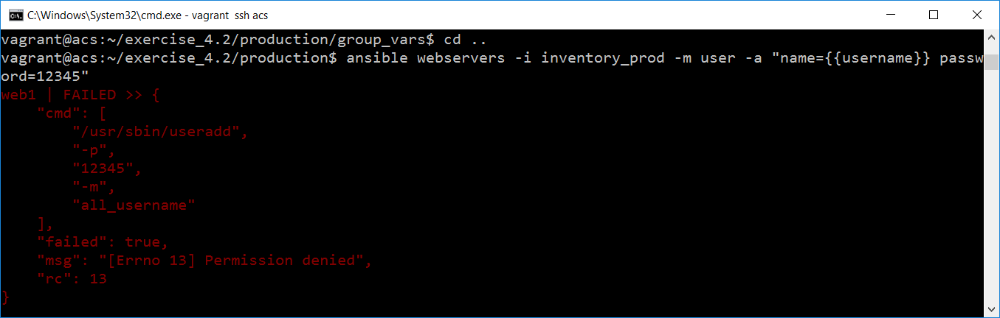 C:\Windows\System32\cmd.exe - vagrant  ssh acs
vagrant@acs:~/exercise_4.2/production/group_vars$ cd ..
vagrant@acs:~/exercise_4.2/production$ ansible webservers -i inventory_prod -m user -a "name={{username}} passw
ord=12345"
web1 | FAILED >> {
    "cmd": [
        "/usr/sbin/useradd",
        "-p",
        "12345",
        "-m",
        "all_username"
    ],
    "failed": true,
    "msg": "[Errno 13] Permission denied",
    "rc": 13
}